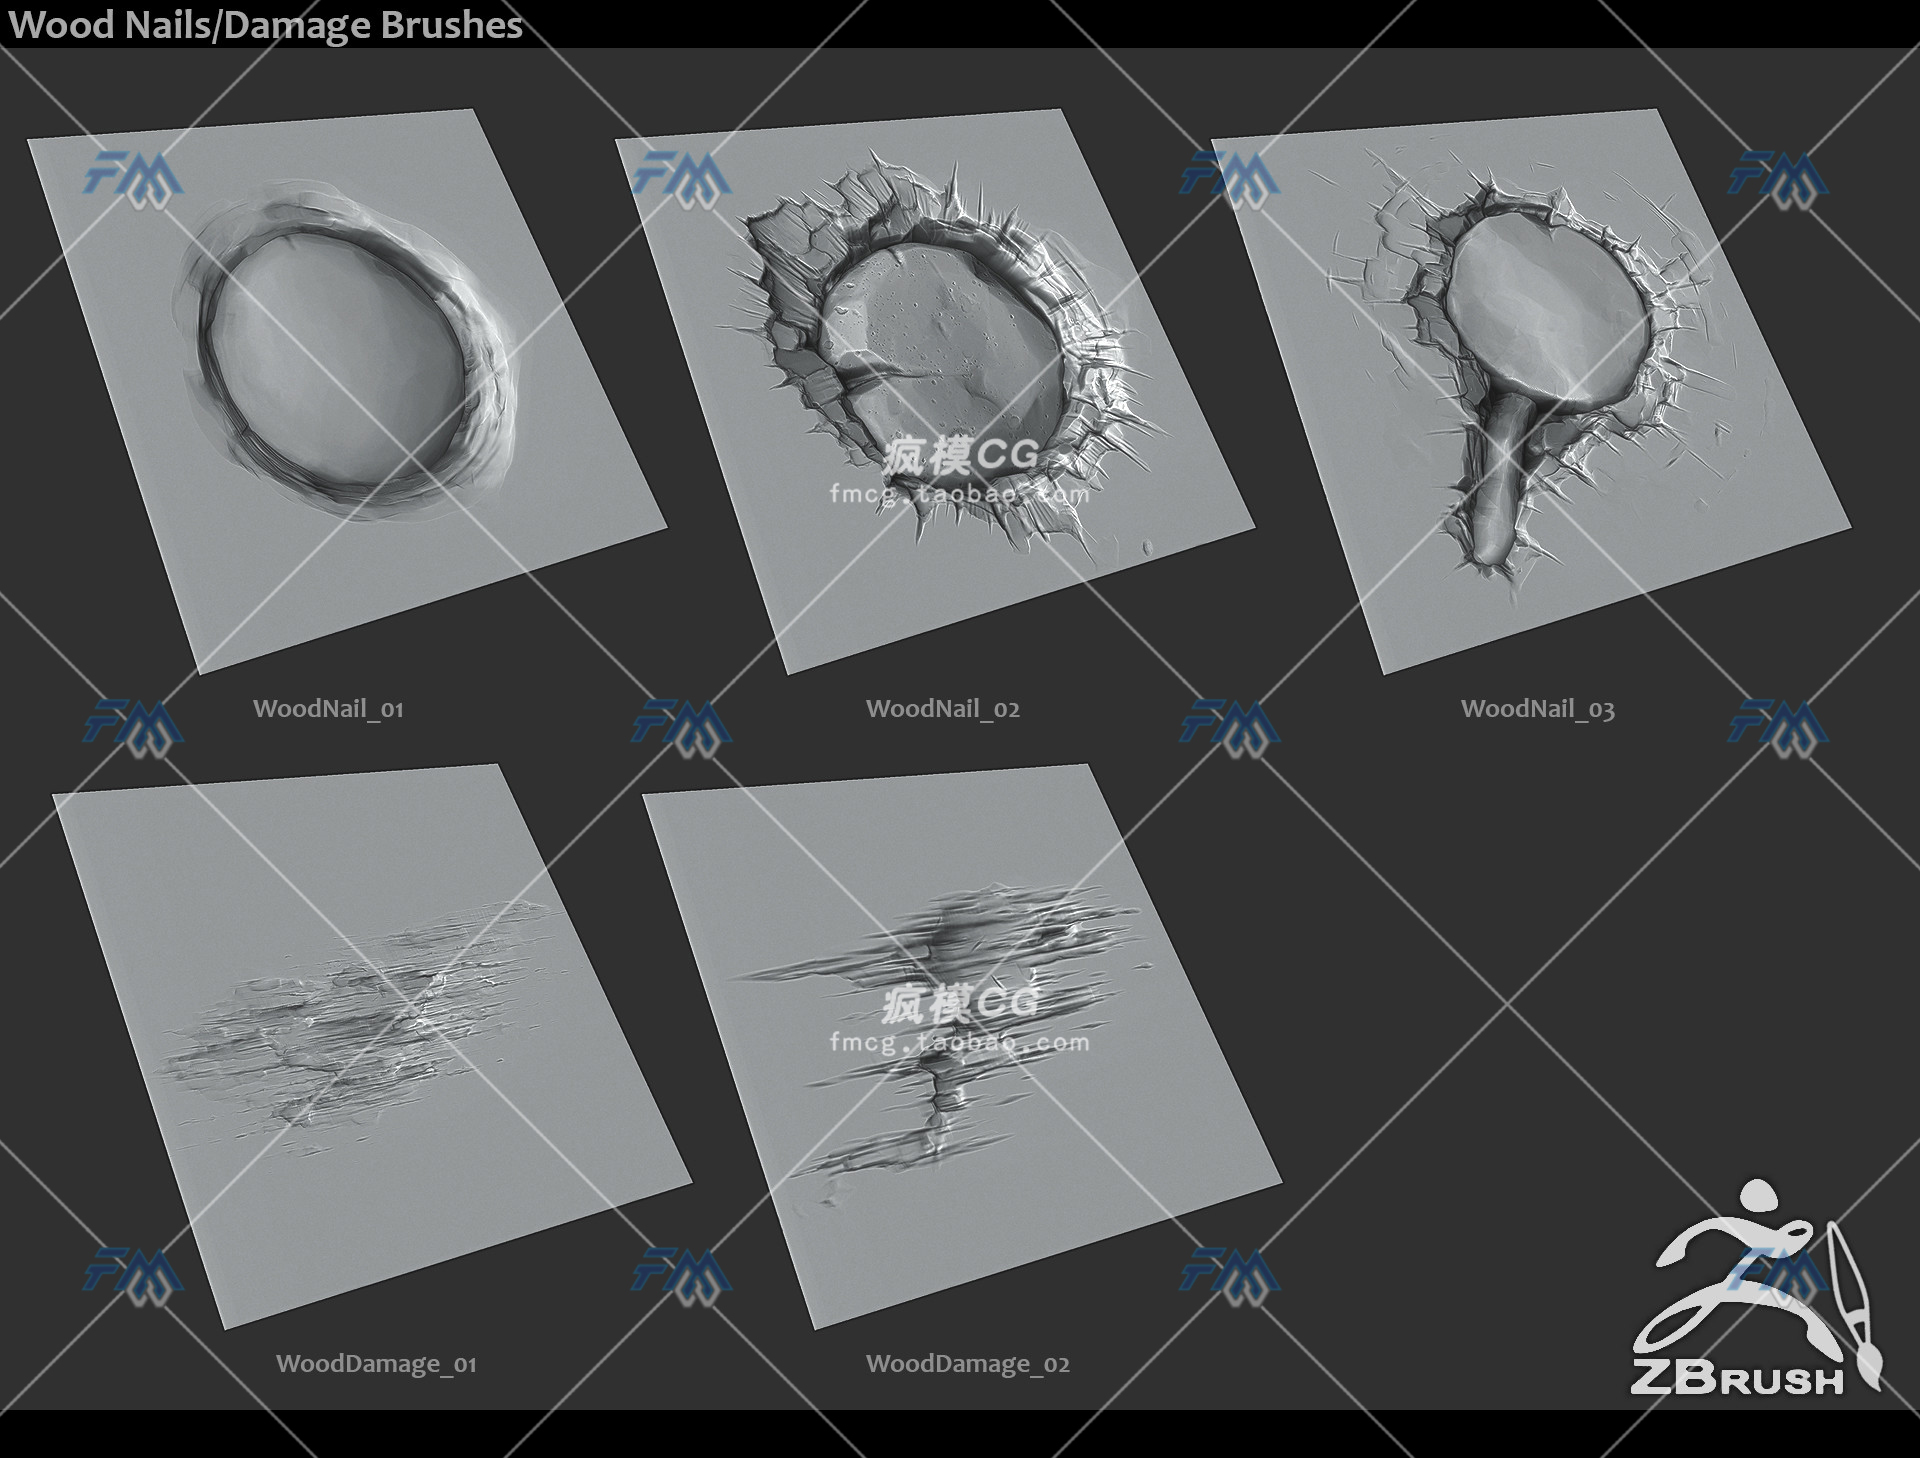 Wood Nails/Damage Brushes
FM FM FM FM
疯模CG
fmcg.taobao.com
WoodNail_01
WoodNail_02
WoodNail_03
FM FM FM FM
疯模CG
fmcg.taobao.com
FM FM FM FM
WoodDamage_01
WoodDamage_02
ZBRUSH